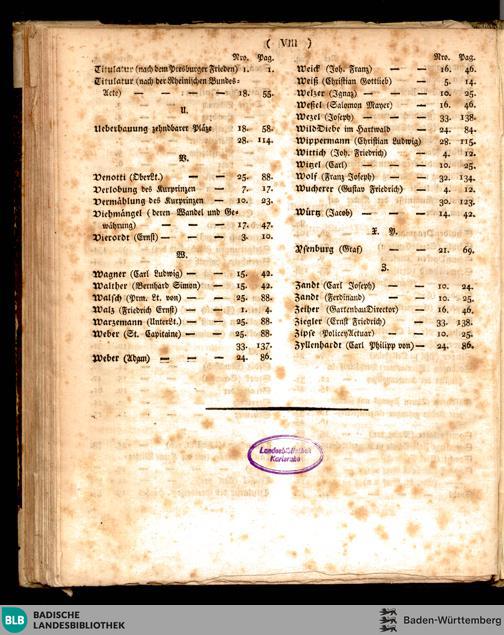 ( VIII )
Nro. Pag.
Titulatur (nach dem Presburger Frieden) 1. 1.
Titulatur (nach der Rheinischen Bundes-
Acte) — — — — 18. 55.
U.
Ueberbauung zehndbarer Pläze 18. 58.
28. 114.
V.
Venotti (OberLt.) — — 25. 88.
Verlobung des Kurprinzen — 7. 17.
Vermählung des Kurprinzen — 10. 23.
Viehmängel (deren Wandel und Ge-
währung) — — — 17. 47.
Vierordt (Ernst) — — — 3. 10.
W.
Wagner (Carl Ludwig) — — 15. 42.
Walther (Bernhard Simon) — 15. 42.
Walsch (Prm. Lt. von) — — 25. 88.
Walz (Friedrich Ernst) — — 1. 4.
Warzemann (UnterLt.) — — 25. 88.
Weber (St. Capitaine) — — 25. 88.
33. 137.
Weber (Adam) — — — 24. 86.
Nro. Pag.
Weick (Joh. Franz) — — 16. 46.
Weiß (Christian Gottlieb) — 5. 14.
Welzer (Ignaz) — — — 10. 25.
Weßel (Salomon Mayer) — 16. 46.
Wezel (Joseph) — — — 33. 138.
Wild-Diebe im Hartwald — 24. 84.
Wippermann (Christian Ludwig) 28. 115.
Wittich (Joh. Friedrich) — 4. 12.
Witzel (Carl) — — — 10. 25.
Wolf (Franz Joseph) — — 32. 134.
Wucherer (Gustav Friedrich) — 4. 12.
30. 123.
Würtz (Jacob) — — — 14. 42.
X. Y.
Ysenburg (Graf) — — 21. 69.
Z.
Zandt (Carl Joseph) — — 10. 24.
Zandt (Ferdinand) — — 10. 25.
Zeiher (GartenbauDirector) — 16. 46.
Ziegler (Ernst Friedrich) — 33. 138.
Zipfe (PoliceyActuar) — — 10. 25.
Zyllenhardt (Carl Philipp von) — 24. 86.
Landesbibliothek
Karlsruhe
BLB BADISCHE
LANDESBIBLIOTHEK
Baden-Württemberg